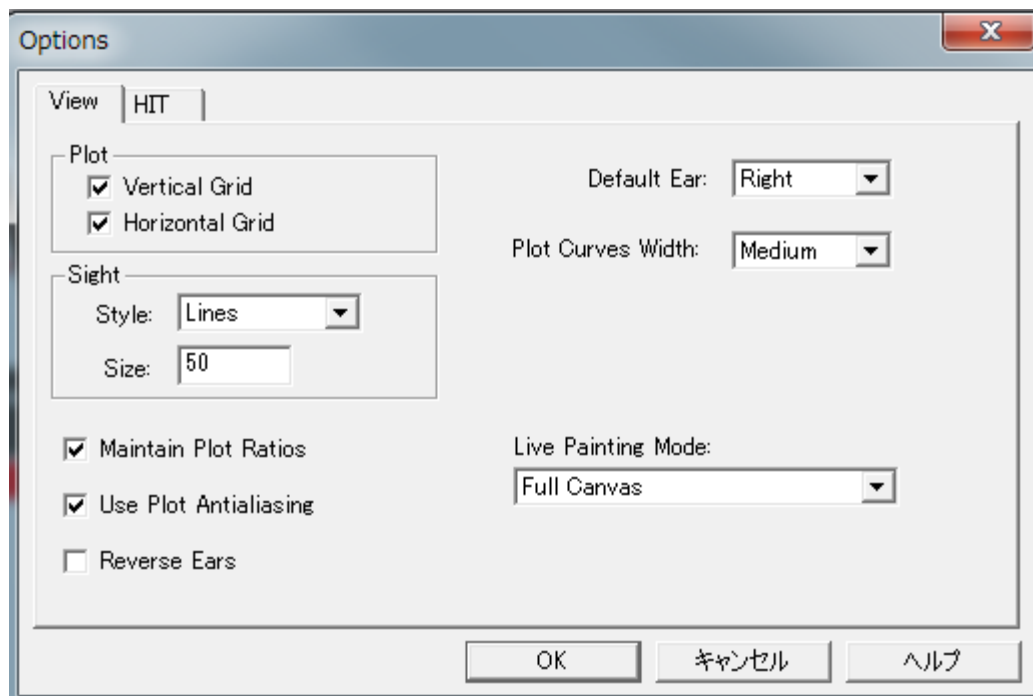 Options
View
HIT
Plot
Vertical Grid
Horizontal Grid
Sight
Style: Lines
Size: 50
Maintain Plot Ratios
Use Plot Antialiasing
Reverse Ears
Default Ear: Right
Plot Curves Width: Medium
Live Painting Mode:
Full Canvas
OK
キャンセル
ヘルプ